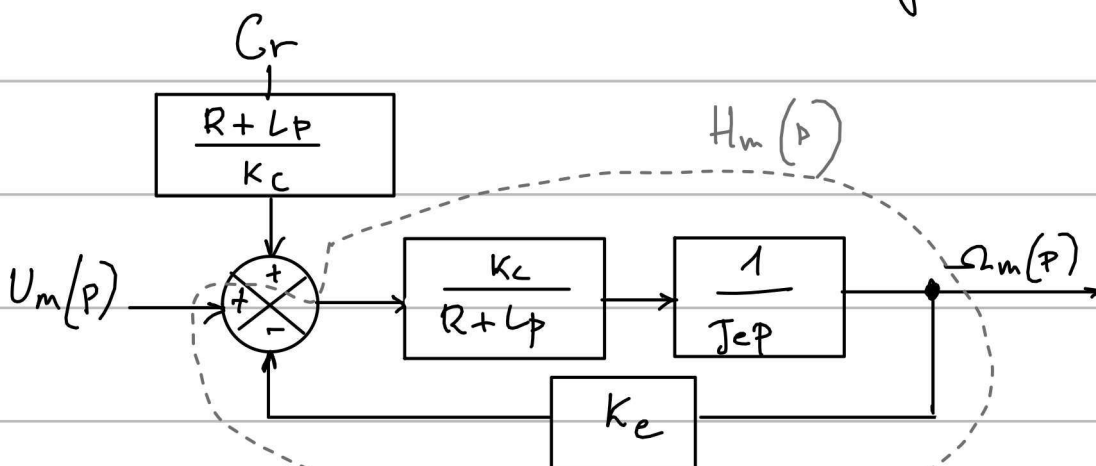 Cr
R + Lp
Kc
Hm(p)
Um(p)
+
+
-
Kc
R + Lp
1
Jep
Ωm(p)
Ke